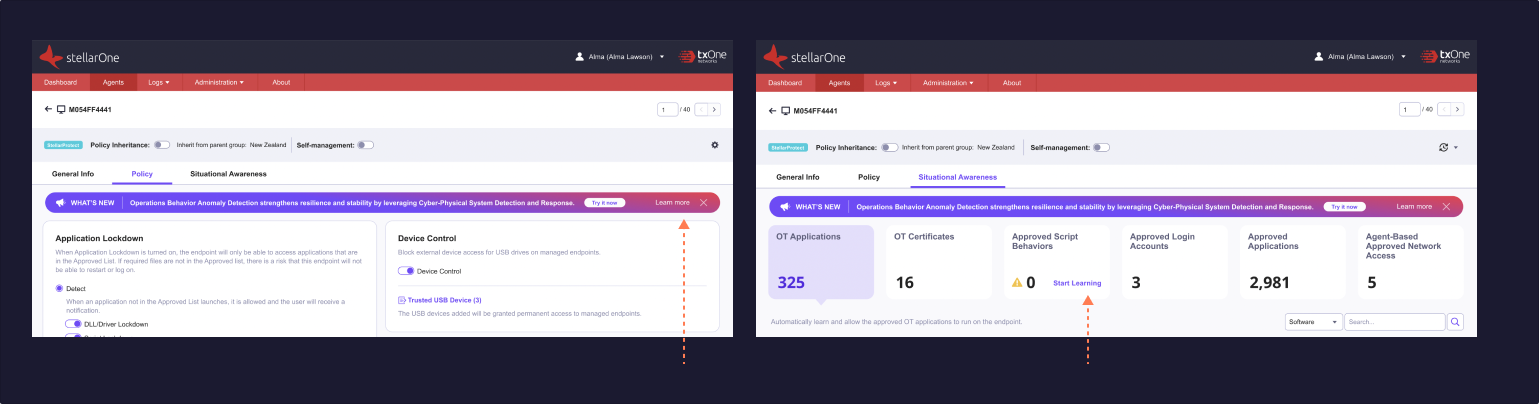 stellarOne
Alma (Alma Lawson)
txOne
networks
Dashboard Agents Logs Administration About
M054FF4441
1 / 40
StellarProtect Policy Inheritance: Inherit from parent group: New Zealand Self-management:
General Info Policy Situational Awareness
WHAT'S NEW Operations Behavior Anomaly Detection strengthens resilience and stability by leveraging Cyber-Physical System Detection and Response. Try it now Learn more
Application Lockdown
When Application Lockdown is turned on, the endpoint will only be able to access applications that are
in the Approved List. If required files are not in the Approved list, there is a risk that this endpoint will not
be able to restart or log on.
Detect
When an application not in the Approved List launches, it is allowed and the user will receive a
notification.
DLL/Driver Lockdown
Device Control
Block external device access for USB drives on managed endpoints.
Device Control
Trusted USB Device (3)
The USB devices added will be granted permanent access to managed endpoints.
stellarOne
Alma (Alma Lawson)
txOne
networks
Dashboard Agents Logs Administration About
M054FF4441
1 / 40
StellarProtect Policy Inheritance: Inherit from parent group: New Zealand Self-management:
General Info Policy Situational Awareness
WHAT'S NEW Operations Behavior Anomaly Detection strengthens resilience and stability by leveraging Cyber-Physical System Detection and Response. Try it now Learn more
OT Applications
325
OT Certificates
16
Approved Script
Behaviors
0 Start Learning
Approved Login
Accounts
3
Approved
Applications
2,981
Agent-Based
Approved Network
Access
5
Automatically learn and allow the approved OT applications to run on the endpoint.
Software Search...